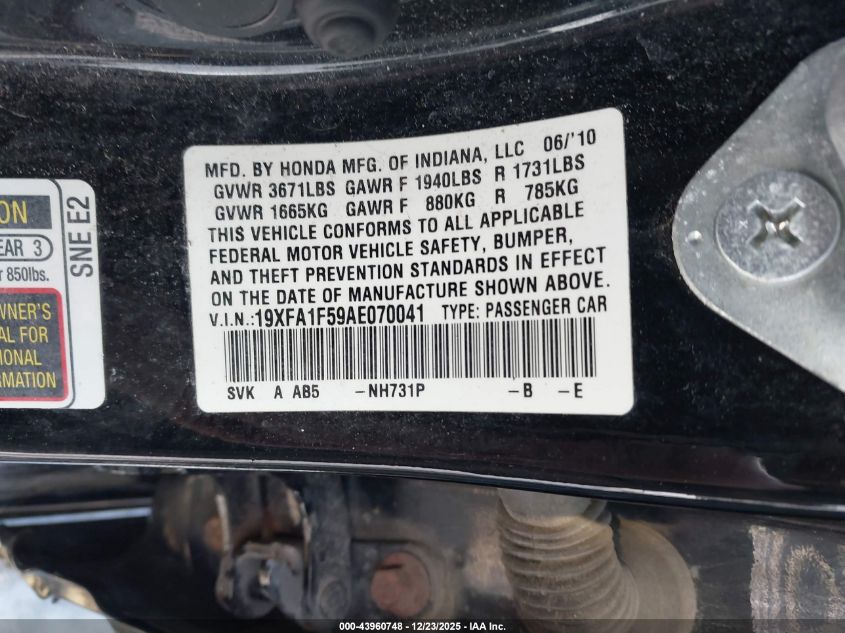 MFD. BY HONDA MFG. OF INDIANA, LLC 06/'10
GVWR 3671LBS GAWR F 1940LBS R 1731LBS
GVWR 1665KG GAWR F 880KG R 785KG
THIS VEHICLE CONFORMS TO ALL APPLICABLE
FEDERAL MOTOR VEHICLE SAFETY, BUMPER,
AND THEFT PREVENTION STANDARDS IN EFFECT
ON THE DATE OF MANUFACTURE SHOWN ABOVE.
V.I.N.:19XFA1F59AE070041 TYPE: PASSENGER CAR
SVK A AB5 -NH731P -B -E
ON
EAR 3
r 850lbs.
WNER'S
AL FOR
IONAL
RMATION
SNE E2
000-43960748 - 12/23/2025 - IAA Inc.